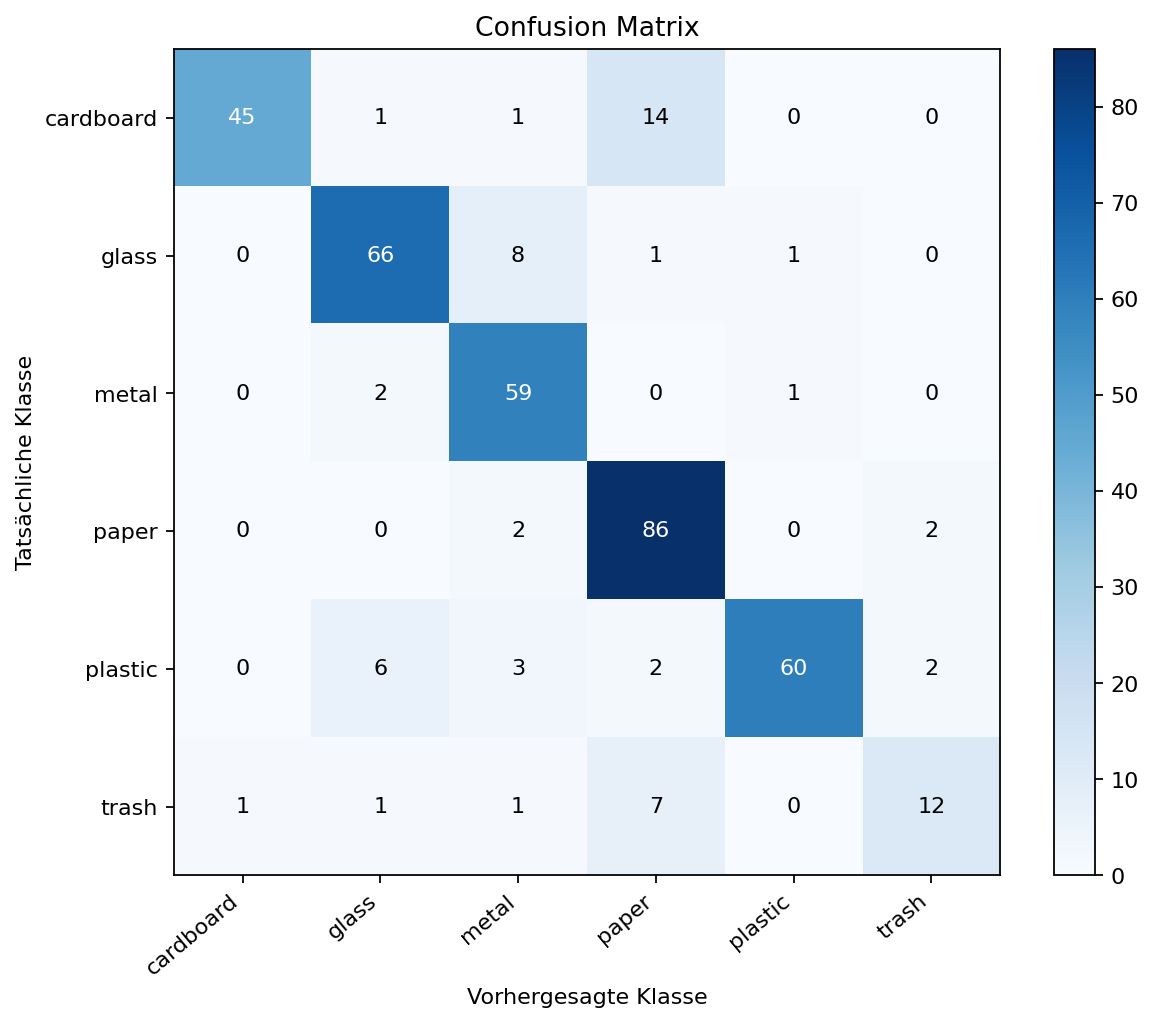 Confusion Matrix
Tatsächliche Klasse
cardboard 45 1 1 14 0 0
glass 0 66 8 1 1 0
metal 0 2 59 0 1 0
paper 0 0 2 86 0 2
plastic 0 6 3 2 60 2
trash 1 1 1 7 0 12
cardboard glass metal paper plastic trash
Vorhergesagte Klasse
80
70
60
50
40
30
20
10
0